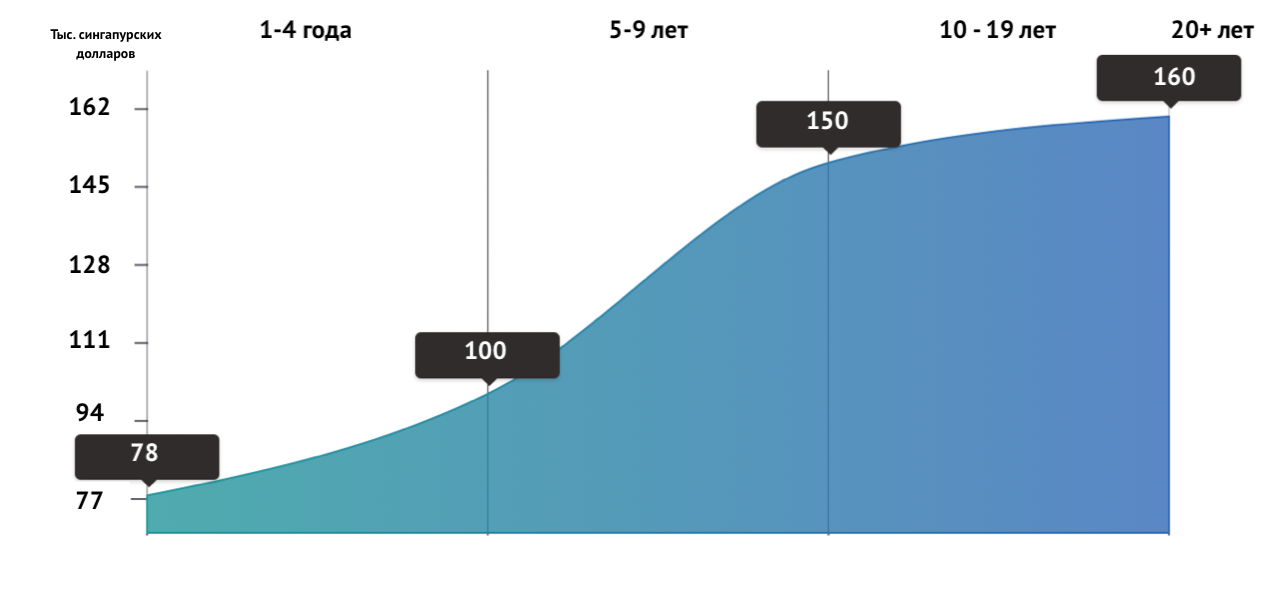 Тыс. сингапурских
долларов
1-4 года
5-9 лет
10 - 19 лет
20+ лет
160
162
150
145
128
111
100
94
78
77